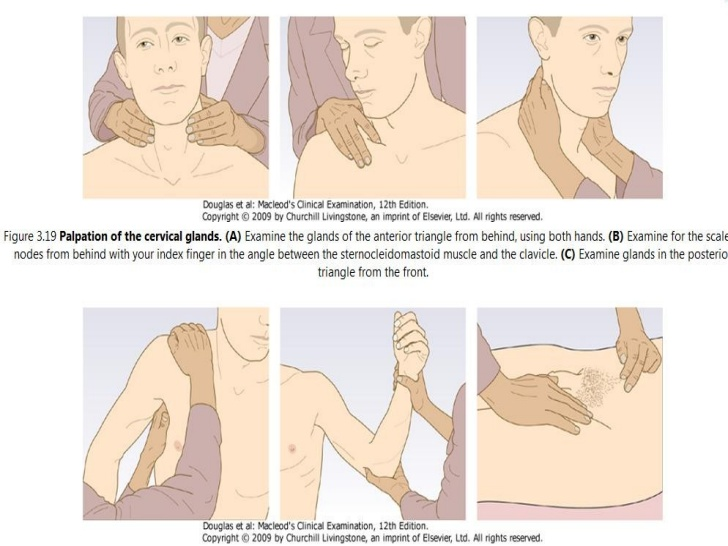 Douglas et al: Macleod's Clinical Examination, 12th Edition.
Copyright © 2009 by Churchill Livingstone, an imprint of Elsevier, Ltd. All rights reserved.
Figure 3.19 Palpation of the cervical glands. (A) Examine the glands of the anterior triangle from behind, using both hands. (B) Examine for the scale
nodes from behind with your index finger in the angle between the sternocleidomastoid muscle and the clavicle. (C) Examine glands in the posterio
triangle from the front.
Douglas et al: Macleod's Clinical Examination, 12th Edition.
Copyright © 2009 by Churchill Livingstone, an imprint of Elsevier, Ltd. All rights reserved.